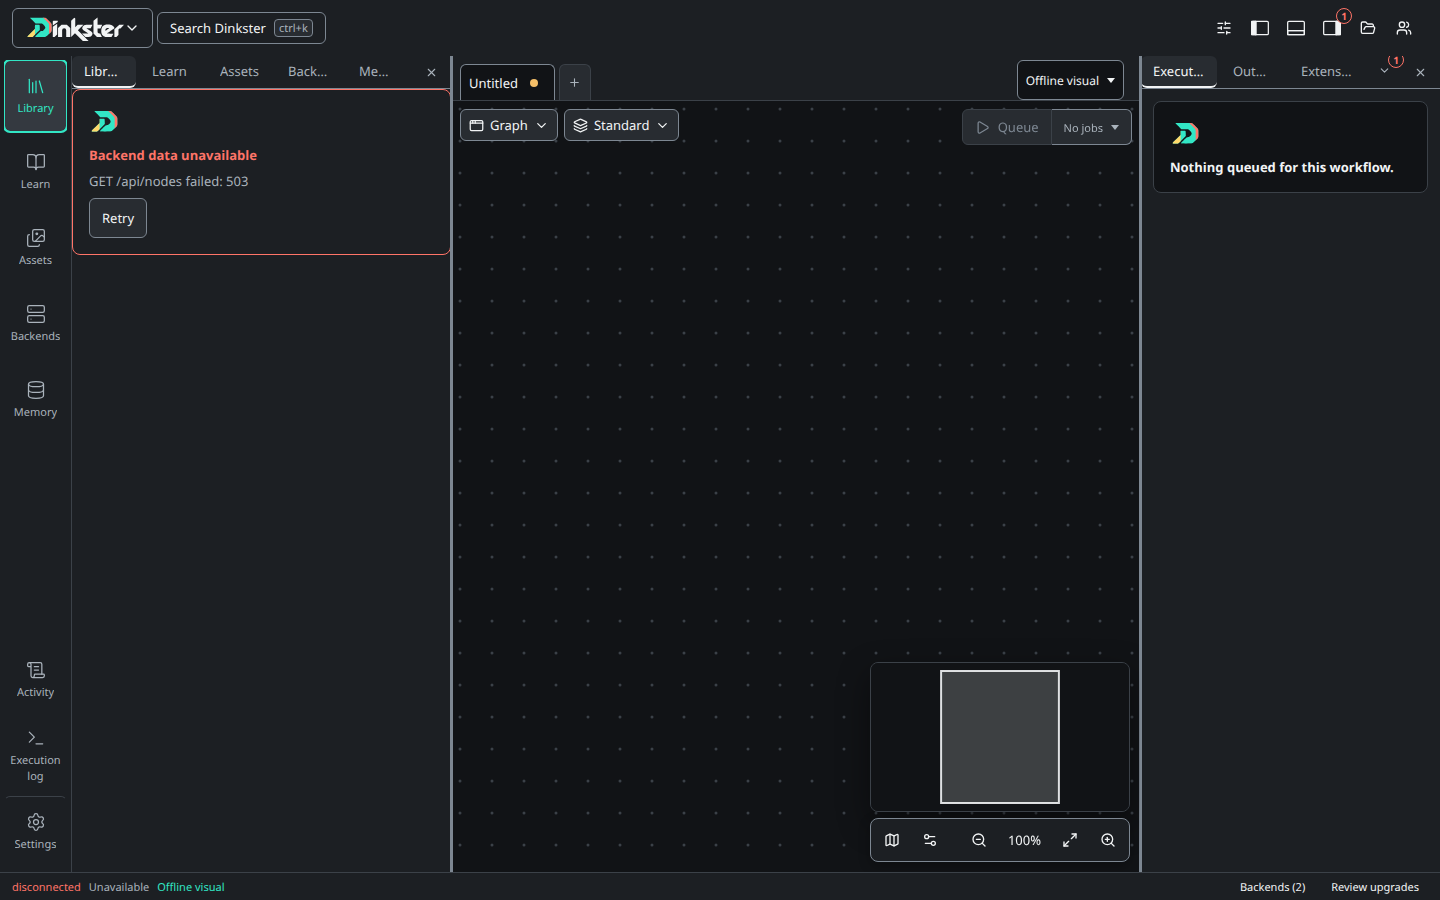 Dinkster
Search Dinkster ctrl+k
1
Libr...
Learn
Assets
Back...
Me...
Untitled
Offline visual
Execut...
Out...
Extens...
1
Library
Learn
Assets
Backends
Memory
Activity
Execution
log
Settings
Backend data unavailable
GET /api/nodes failed: 503
Retry
Graph
Standard
Queue
No jobs
Nothing queued for this workflow.
100%
disconnected Unavailable Offline visual
Backends (2)
Review upgrades